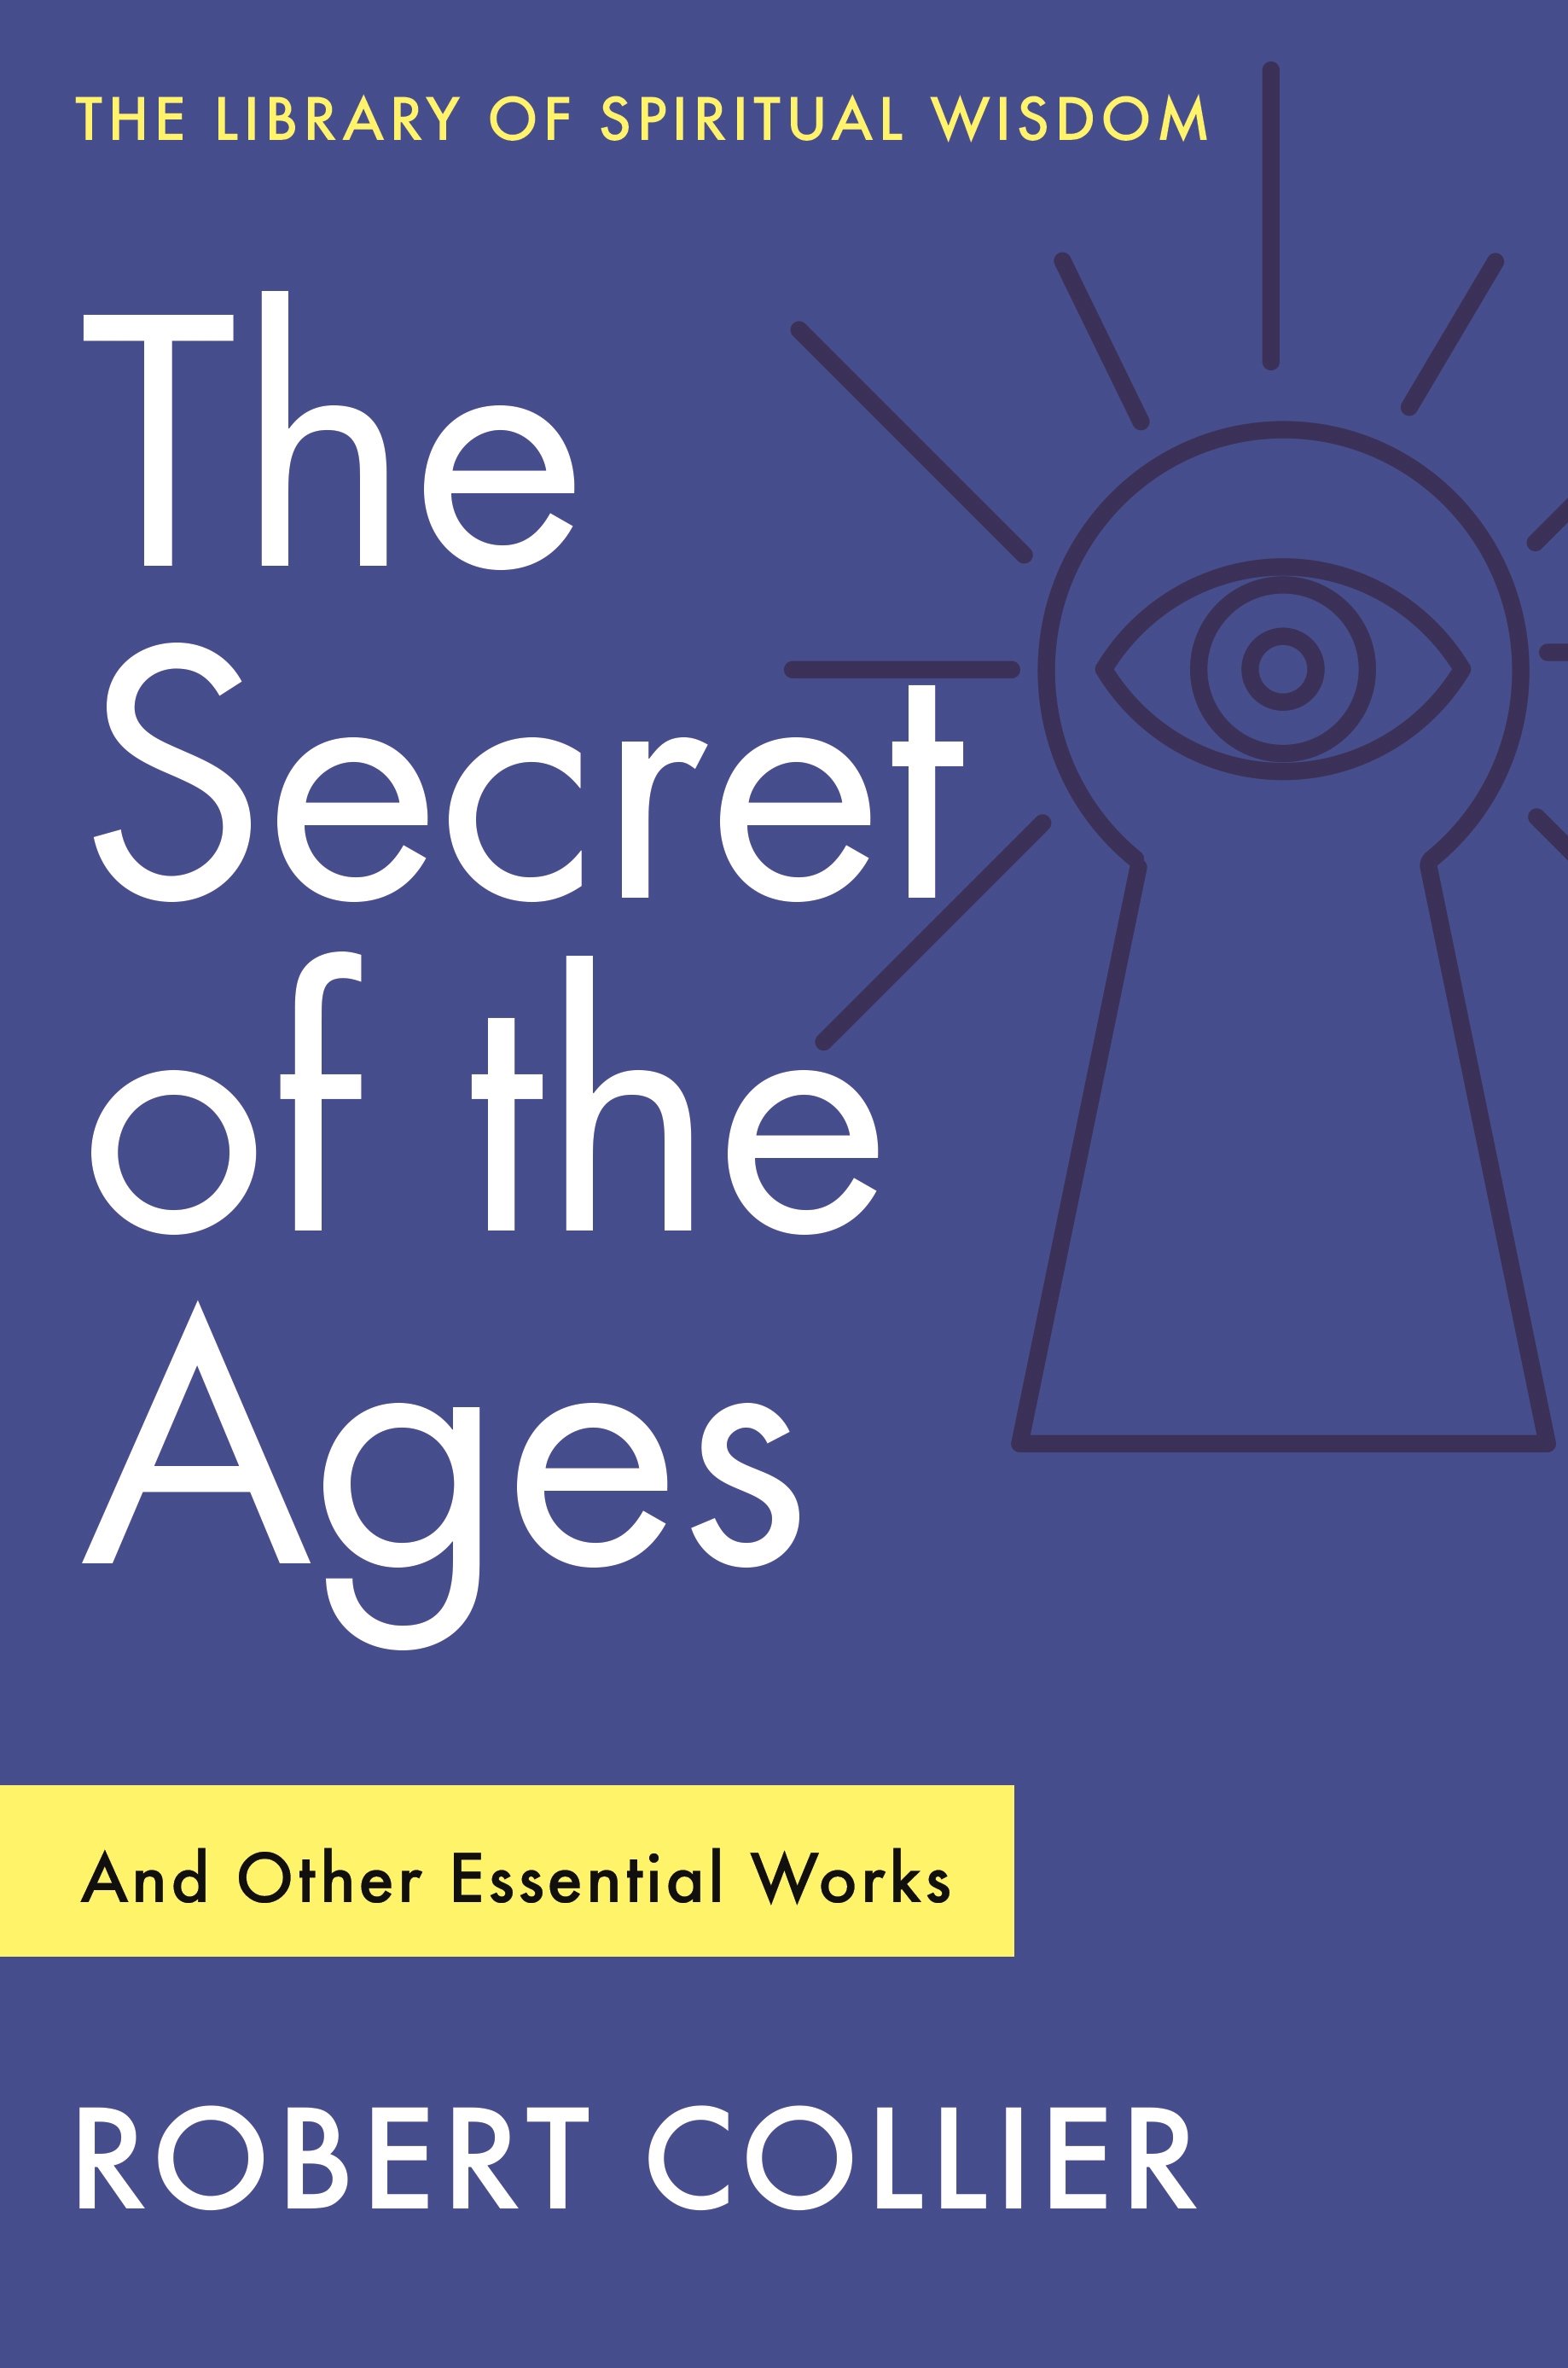 THE LIBRARY OF SPIRITUAL WISDOM
The
Secret
of the
Ages
And Other Essential Works
ROBERT COLLIER